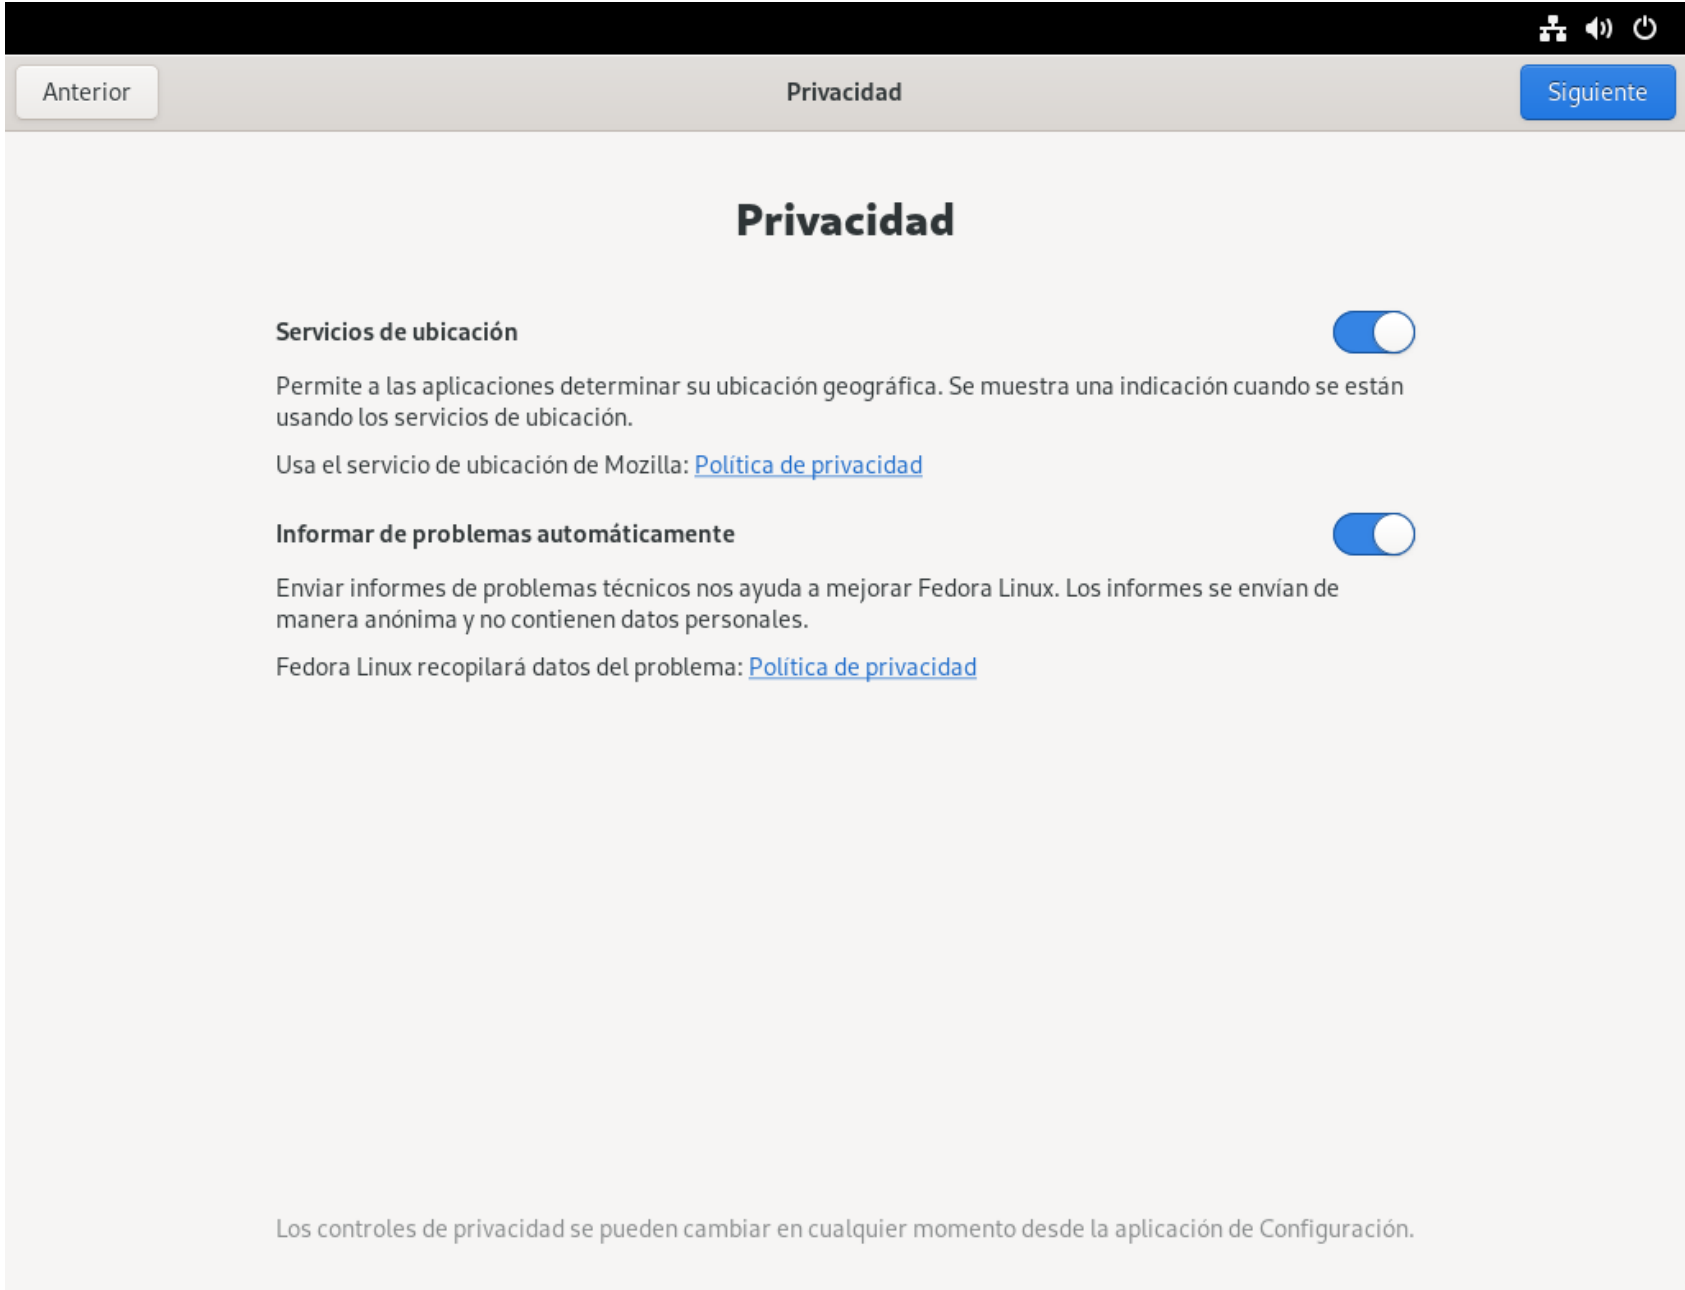 Anterior
Privacidad
Siguiente
Privacidad
Servicios de ubicación
Permite a las aplicaciones determinar su ubicación geográfica. Se muestra una indicación cuando se están
usando los servicios de ubicación.
Usa el servicio de ubicación de Mozilla: Política de privacidad
Informar de problemas automáticamente
Enviar informes de problemas técnicos nos ayuda a mejorar Fedora Linux. Los informes se envían de
manera anónima y no contienen datos personales.
Fedora Linux recopilará datos del problema: Política de privacidad
Los controles de privacidad se pueden cambiar en cualquier momento desde la aplicación de Configuración.